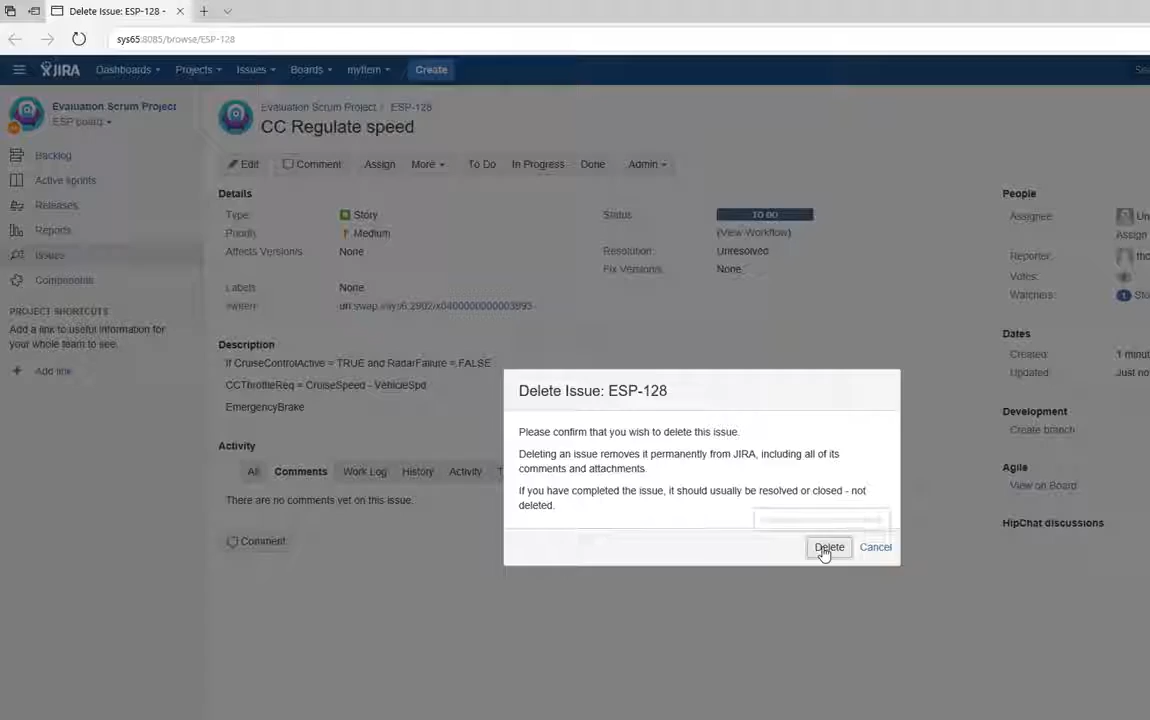 Delete Issue: ESP-128 -
sys65:8085/browse/ESP-128
JIRA Dashboards Projects Issues Boards Create
Evaluation Scrum Project
ESP board
Evaluation Scrum Project / ESP-128
CC Regulate speed
Edit Comment Assign More To Do In Progress Done Admin
Backlog
Active sprints
Releases
Reports
Issues
Components
PROJECT SHORTCUTS
Add a link to useful information for
your whole team to see.
Add link
Details
Type: Story
Priority: Medium
Affects Version/s: None
Labels: None
Status: TO DO
(View Workflow)
Resolution: Unresolved
Fix Version/s: None
Description
If CruiseControlActive = TRUE and RadarFailure = FALSE
CCThrottleReq = CruiseSpeed - VehicleSpd
EmergencyBrake
Activity
All Comments Work Log History Activity
There are no comments yet on this issue.
Comment
Delete Issue: ESP-128
Please confirm that you wish to delete this issue.
Deleting an issue removes it permanently from JIRA, including all of its
comments and attachments.
If you have completed the issue, it should usually be resolved or closed - not
deleted.
Delete Cancel
People
Assignee: Un
Assign
Reporter: tho
Votes:
Watchers: 1 Sto
Dates
Created: 1 minut
Updated: Just no
Development
Create branch
Agile
View on Board
HipChat discussions